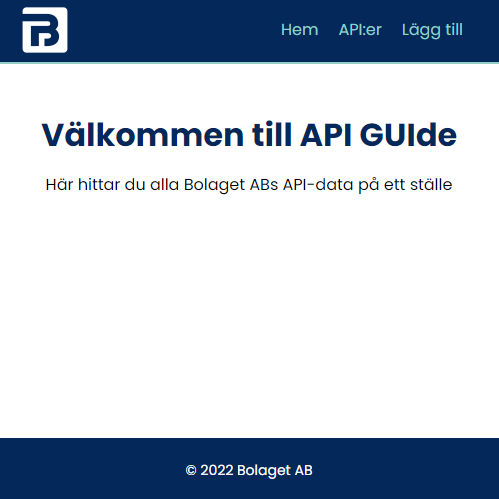 Hem API:er Lägg till
Välkommen till API GUIde
Här hittar du alla Bolaget ABs API-data på ett ställe
© 2022 Bolaget AB